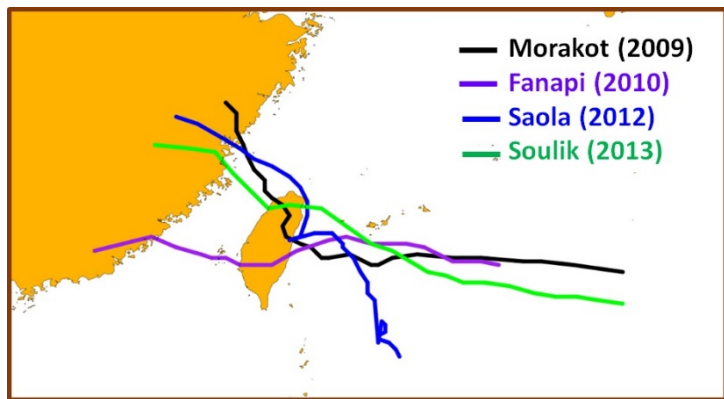 Morakot (2009)
Fanapi (2010)
Saola (2012)
Soulik (2013)